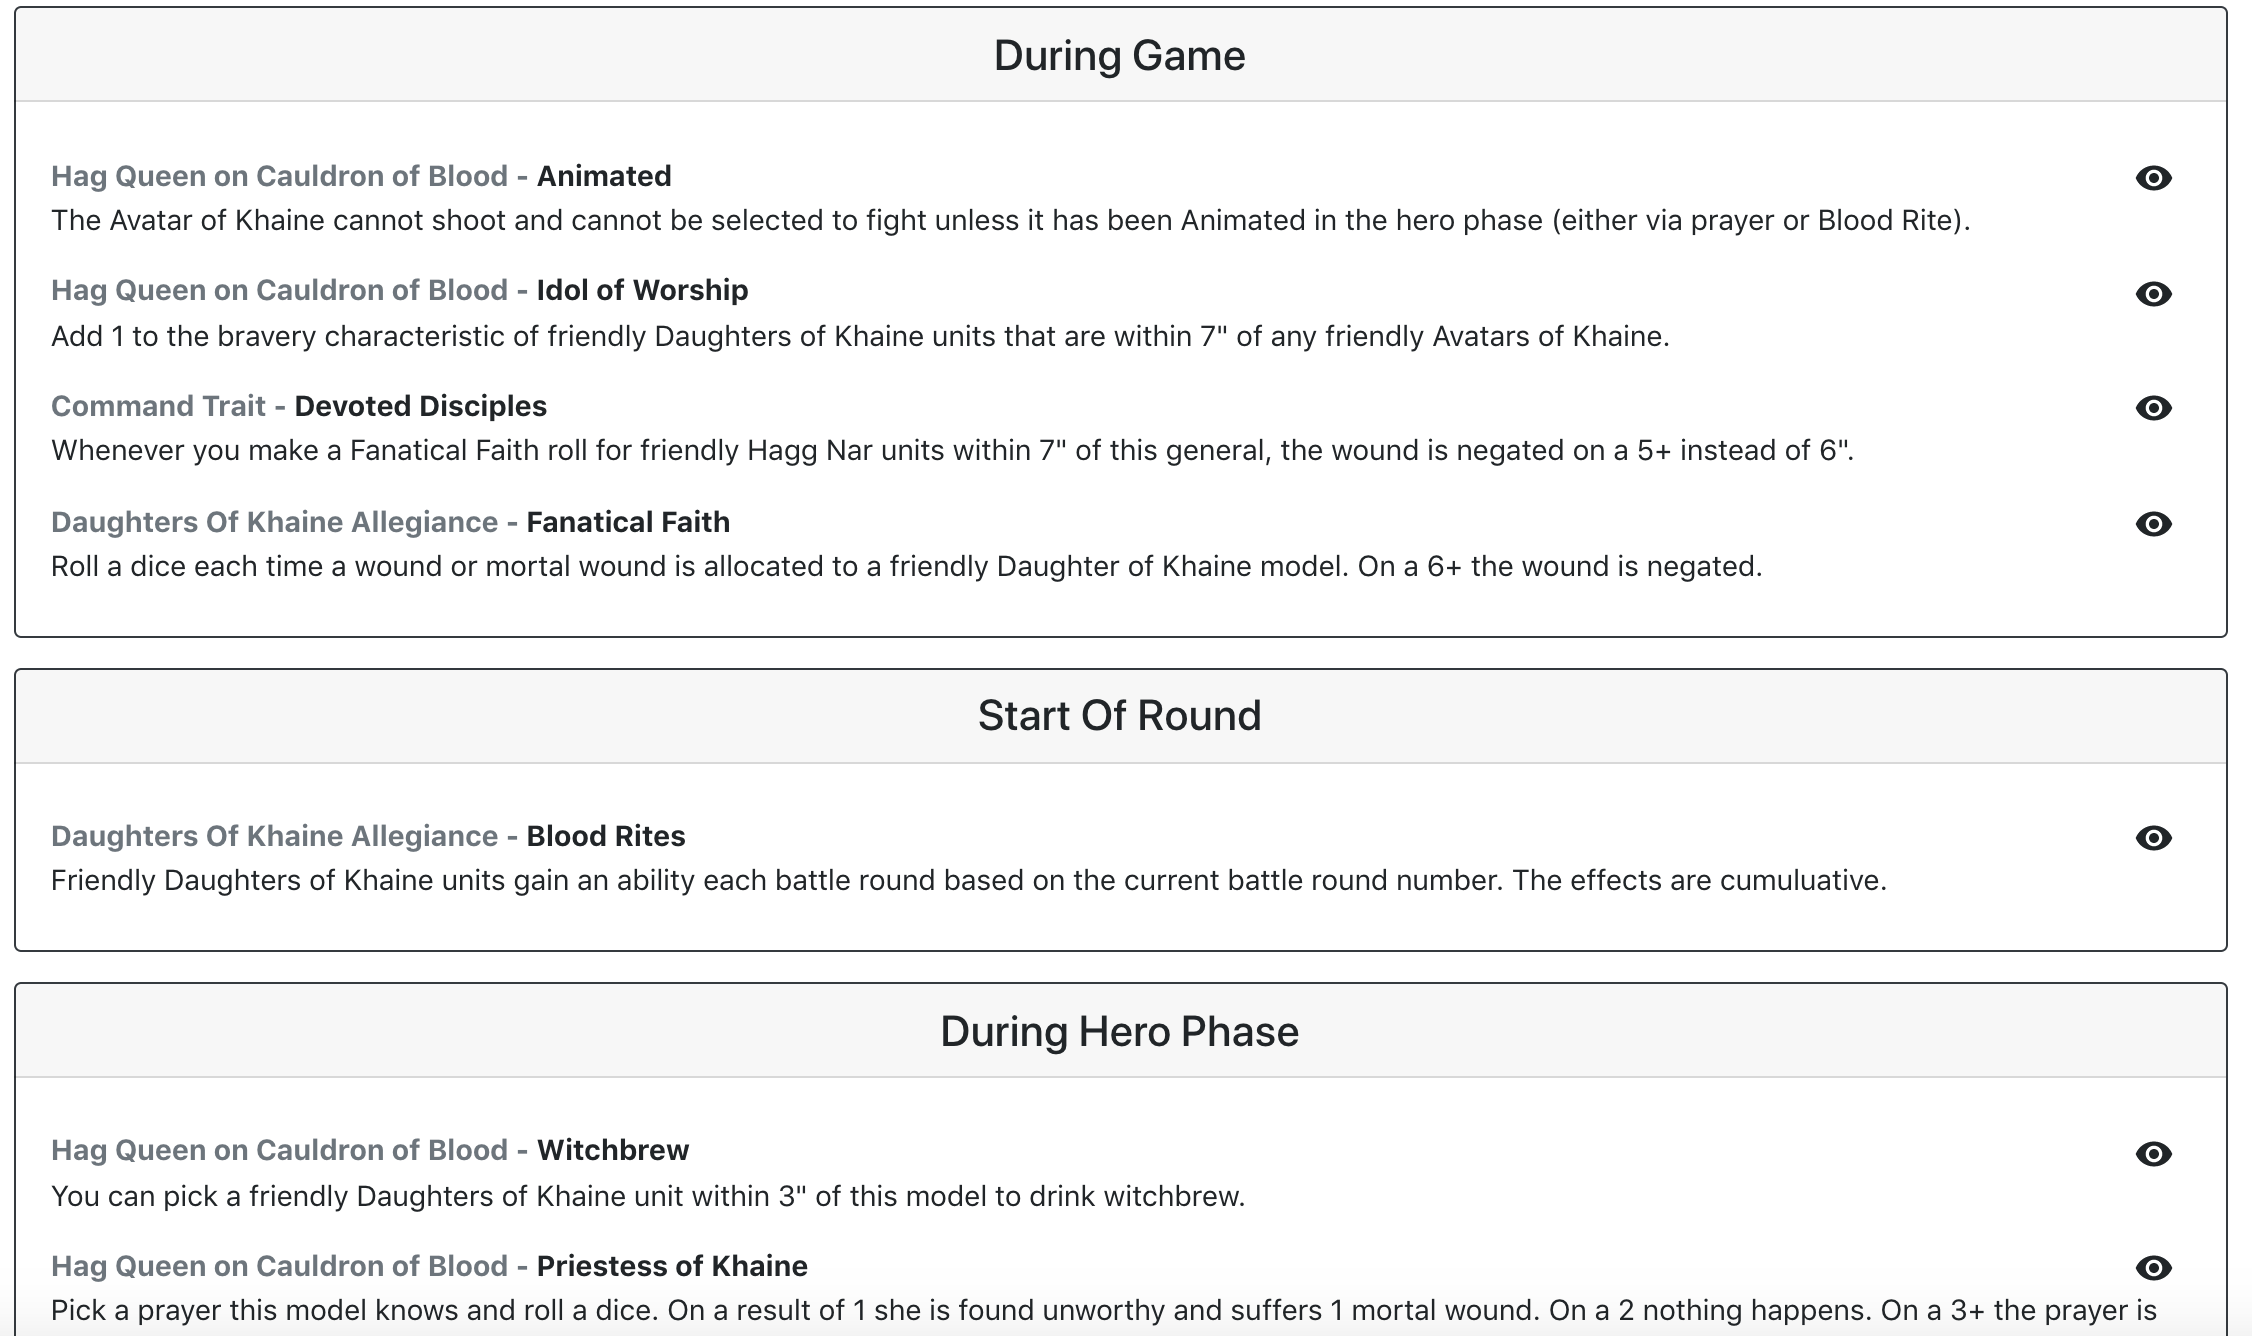 During Game
Hag Queen on Cauldron of Blood - Animated
The Avatar of Khaine cannot shoot and cannot be selected to fight unless it has been Animated in the hero phase (either via prayer or Blood Rite).
Hag Queen on Cauldron of Blood - Idol of Worship
Add 1 to the bravery characteristic of friendly Daughters of Khaine units that are within 7" of any friendly Avatars of Khaine.
Command Trait - Devoted Disciples
Whenever you make a Fanatical Faith roll for friendly Hagg Nar units within 7" of this general, the wound is negated on a 5+ instead of 6".
Daughters Of Khaine Allegiance - Fanatical Faith
Roll a dice each time a wound or mortal wound is allocated to a friendly Daughter of Khaine model. On a 6+ the wound is negated.
Start Of Round
Daughters Of Khaine Allegiance - Blood Rites
Friendly Daughters of Khaine units gain an ability each battle round based on the current battle round number. The effects are cumuluative.
During Hero Phase
Hag Queen on Cauldron of Blood - Witchbrew
You can pick a friendly Daughters of Khaine unit within 3" of this model to drink witchbrew.
Hag Queen on Cauldron of Blood - Priestess of Khaine
Pick a prayer this model knows and roll a dice. On a result of 1 she is found unworthy and suffers 1 mortal wound. On a 2 nothing happens. On a 3+ the prayer is